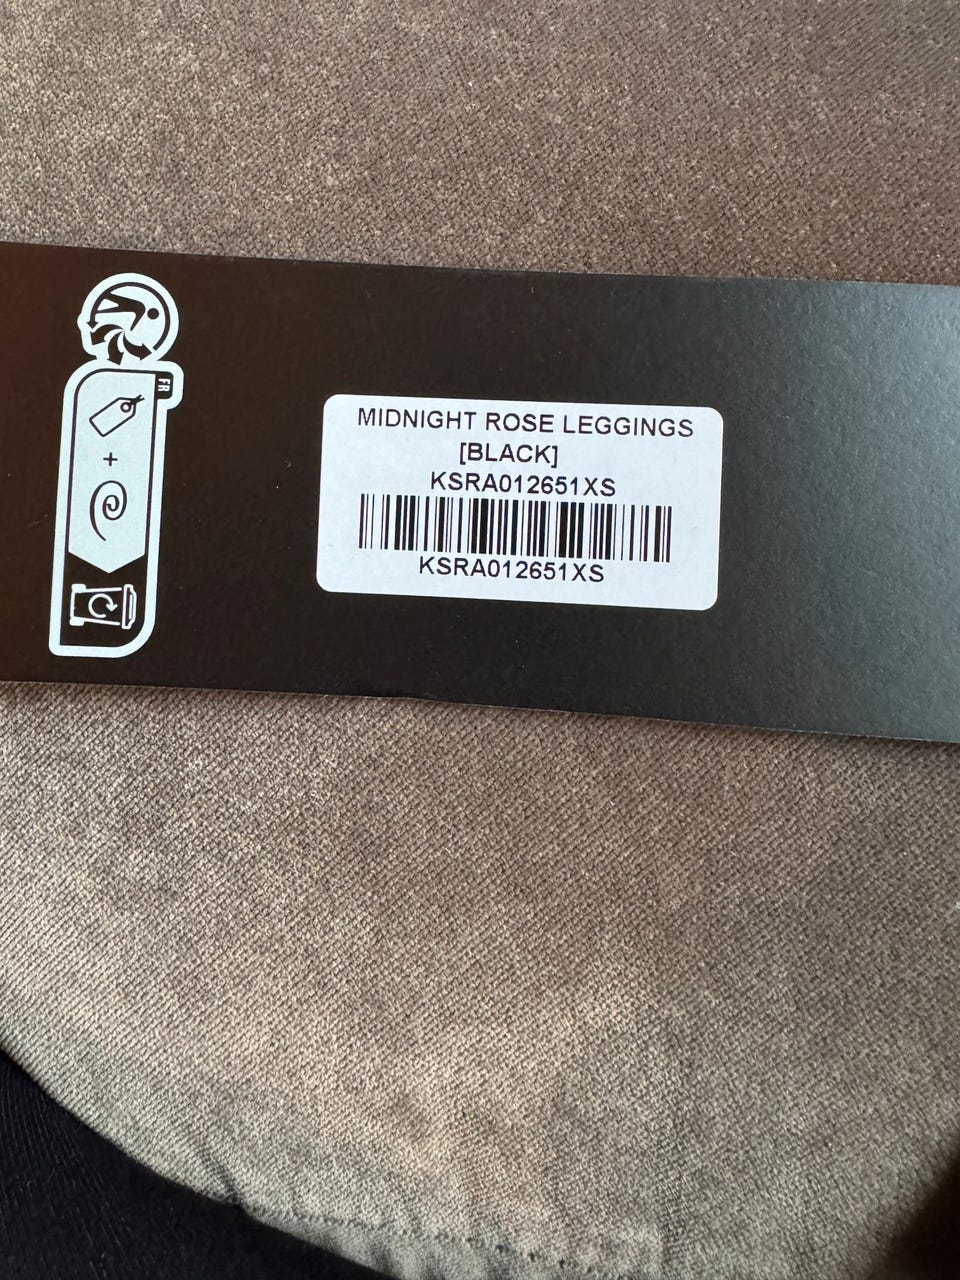 FR
+
MIDNIGHT ROSE LEGGINGS
[BLACK]
KSRA012651XS
KSRA012651XS